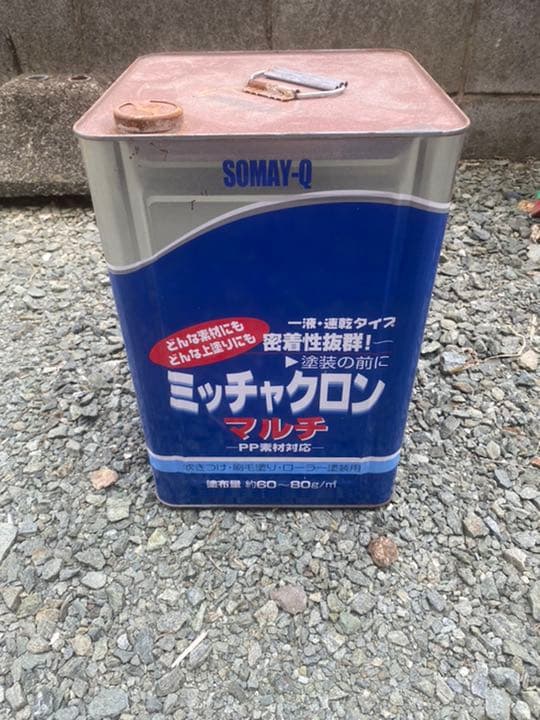 SOMAY-Q
一液・速乾タイプ
どんな素材にも
どんな上塗りにも
密着性抜群!
▶塗装の前に
ミッチャクロン
マルチ
PP素材対応
吹きつけ・刷毛塗り・ローラー塗装用
塗布量 約60〜80g/㎡